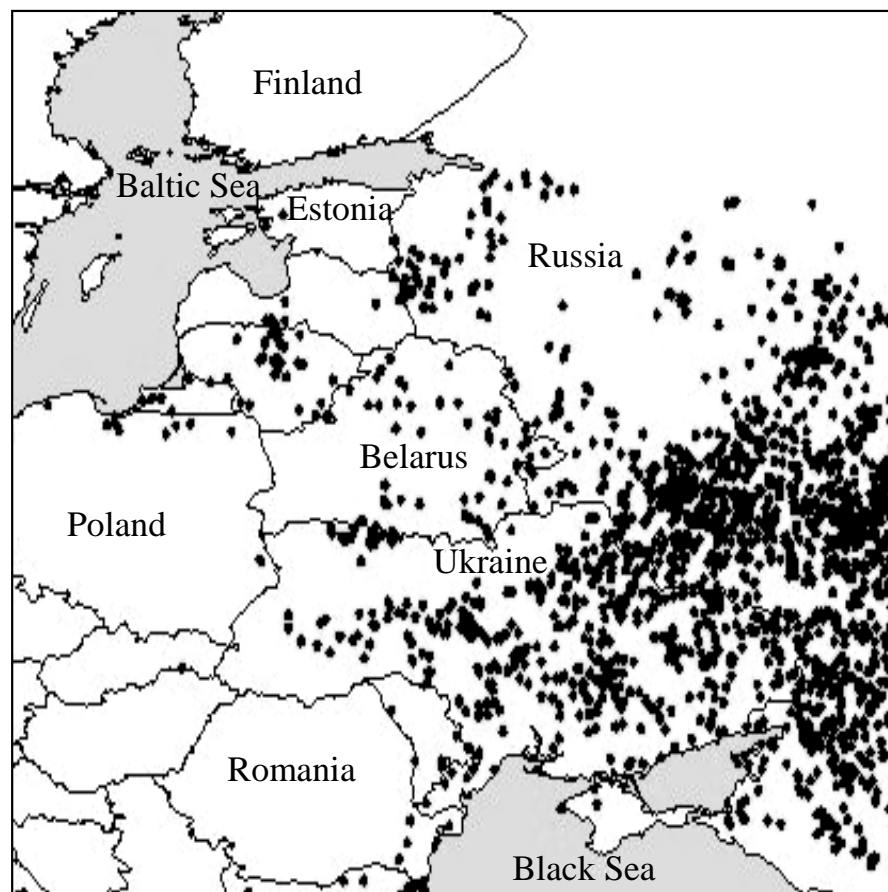 Finland
Baltic Sea
Estonia
Russia
Belarus
Poland
Ukraine
Romania
Black Sea